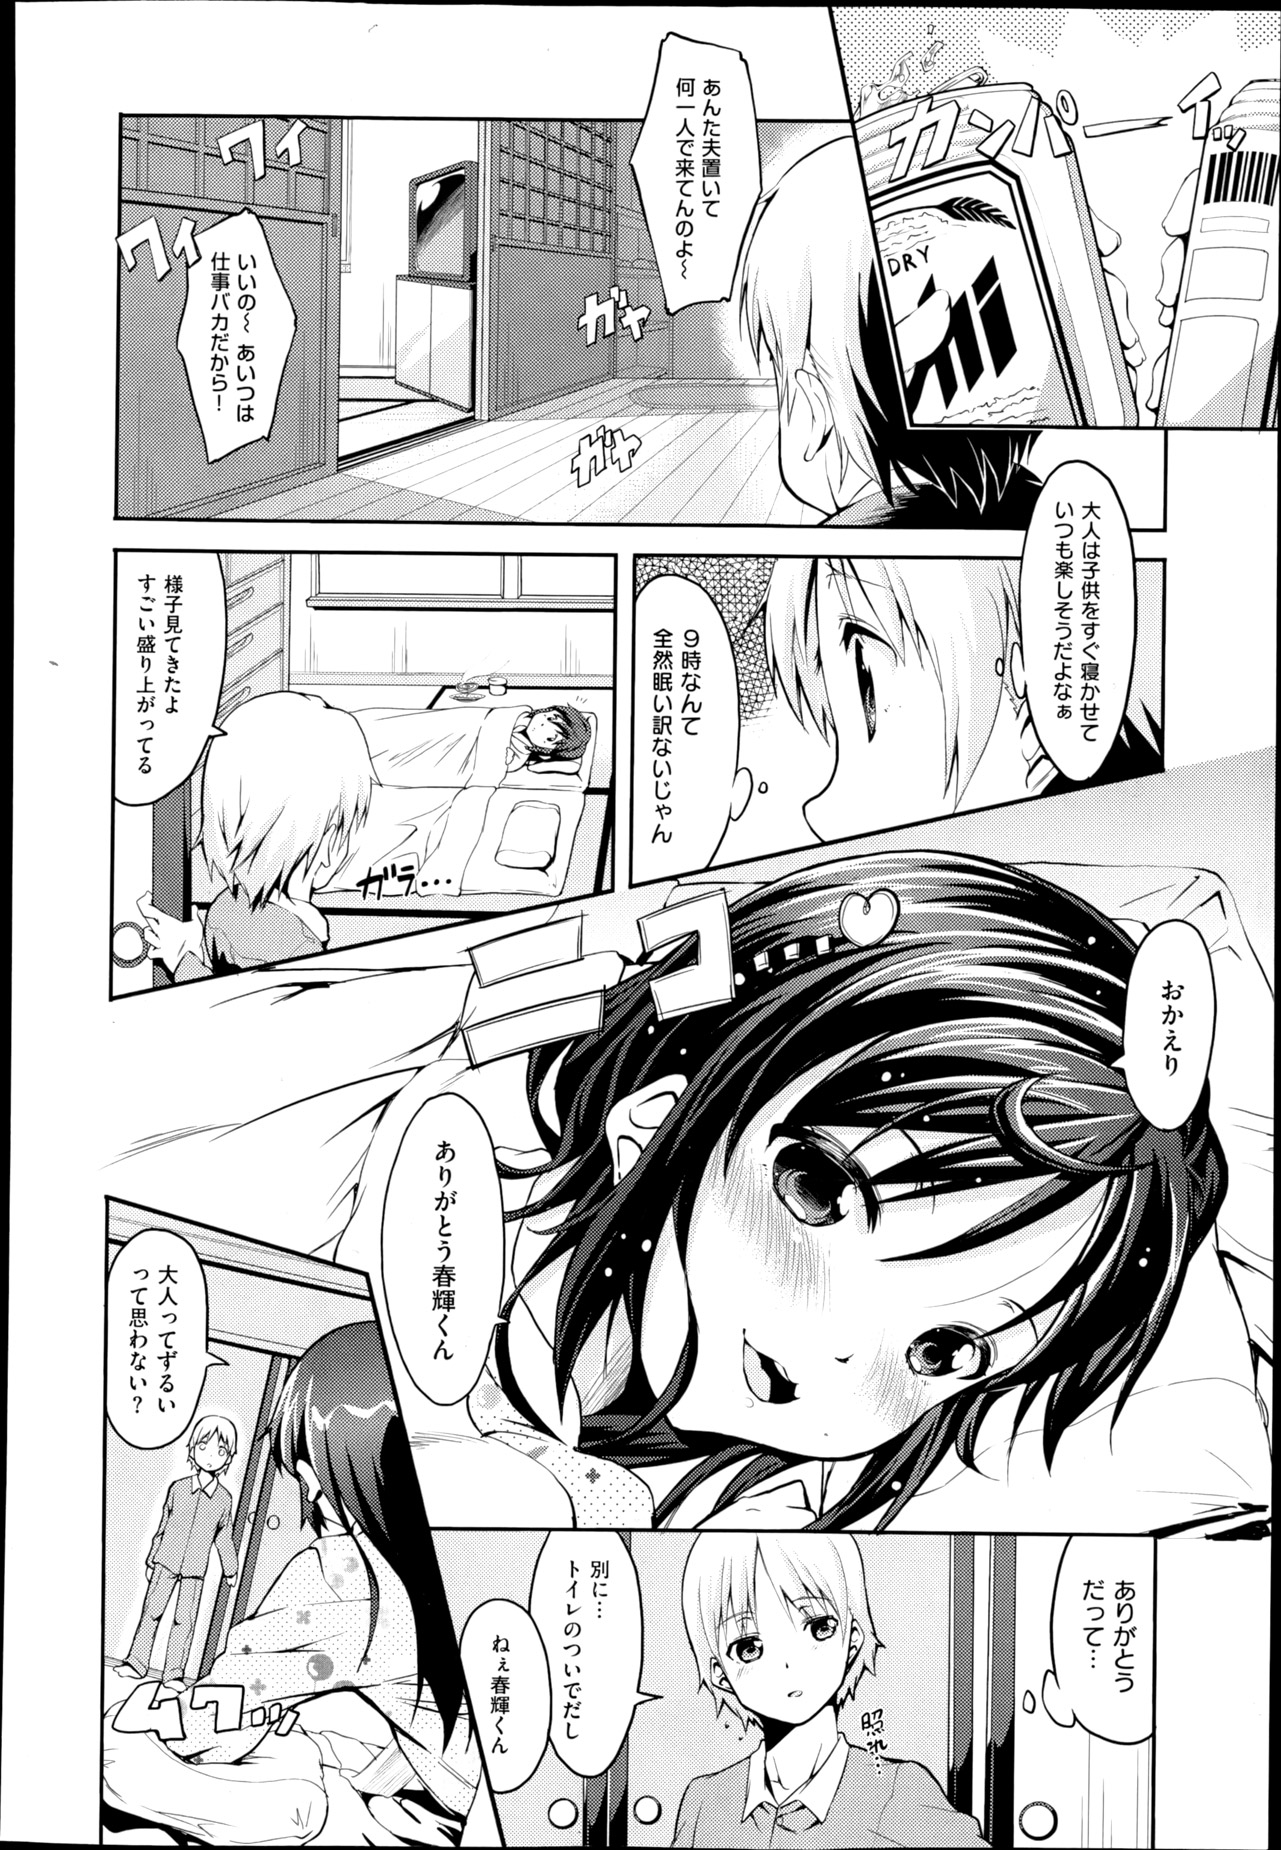 カンパーイッ
DRY
あんた夫置いて
何一人で来てんのよ〜
ワイ
ワイ
いいの〜 あいつは
仕事バカだから！
ガヤ
ガヤ
大人は子供をすぐ寝かせて
いつも楽しそうだよなぁ
9時なんて
全然眠い訳ないじゃん
様子見てきたよ
すごい盛り上がってる
ガラ・・・
おかえり
ニコ
ありがとう春輝くん
ありがとう
だって…
照れ…
別に…
トイレのついでだし
ねぇ春輝くん
大人ってずるい
って思わない？
ムクッ